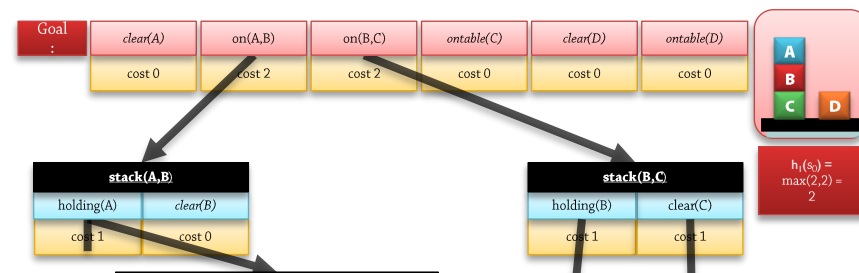 Goal
:
clear(A) on(A,B) on(B,C) ontable(C) clear(D) ontable(D)
cost 0 cost 2 cost 2 cost 0 cost 0 cost 0
A
B
C D
h₁(s₀) =
max(2,2) =
2
stack(A,B) stack(B,C)
holding(A) clear(B) holding(B) clear(C)
cost 1 cost 0 cost 1 cost 1